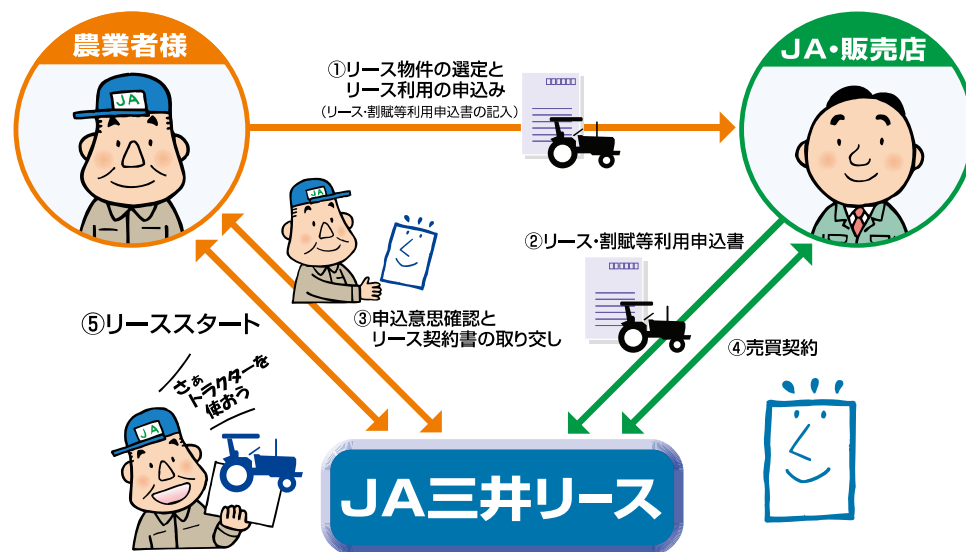 農業者様
JA
JA・販売店
①リース物件の選定と
リース利用の申込み
(リース・割賦等利用申込書の記入)
□□□□□□
②リース・割賦等利用申込書
□□□□□□
JA
③申込意思確認と
リース契約書の取り交し
④売買契約
⑤リーススタート
さぁ
トラクターを
使おう
JA
JA三井リース